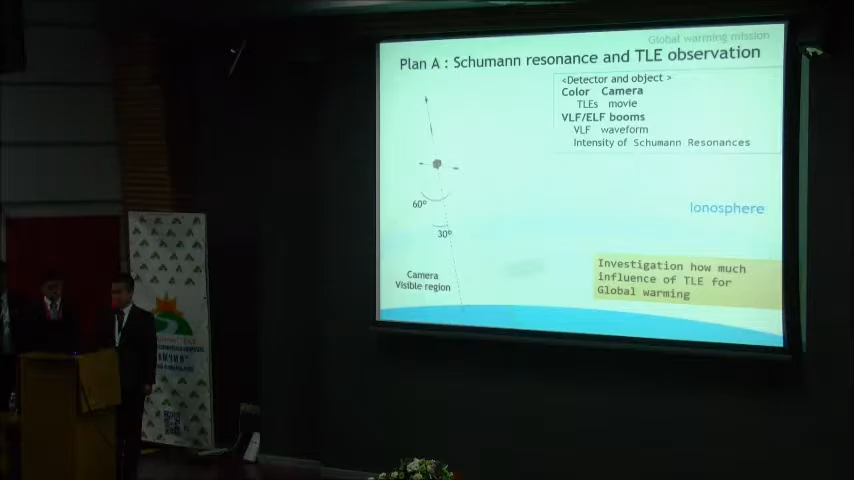 Global warming mission
Plan A : Schumann resonance and TLE observation
<Detector and object >
Color Camera
TLEs movie
VLF/ELF booms
VLF waveform
Intensity of Schumann Resonances
60º
30º
Ionosphere
Camera
Visible region
Investigation how much
influence of TLE for
Global warming